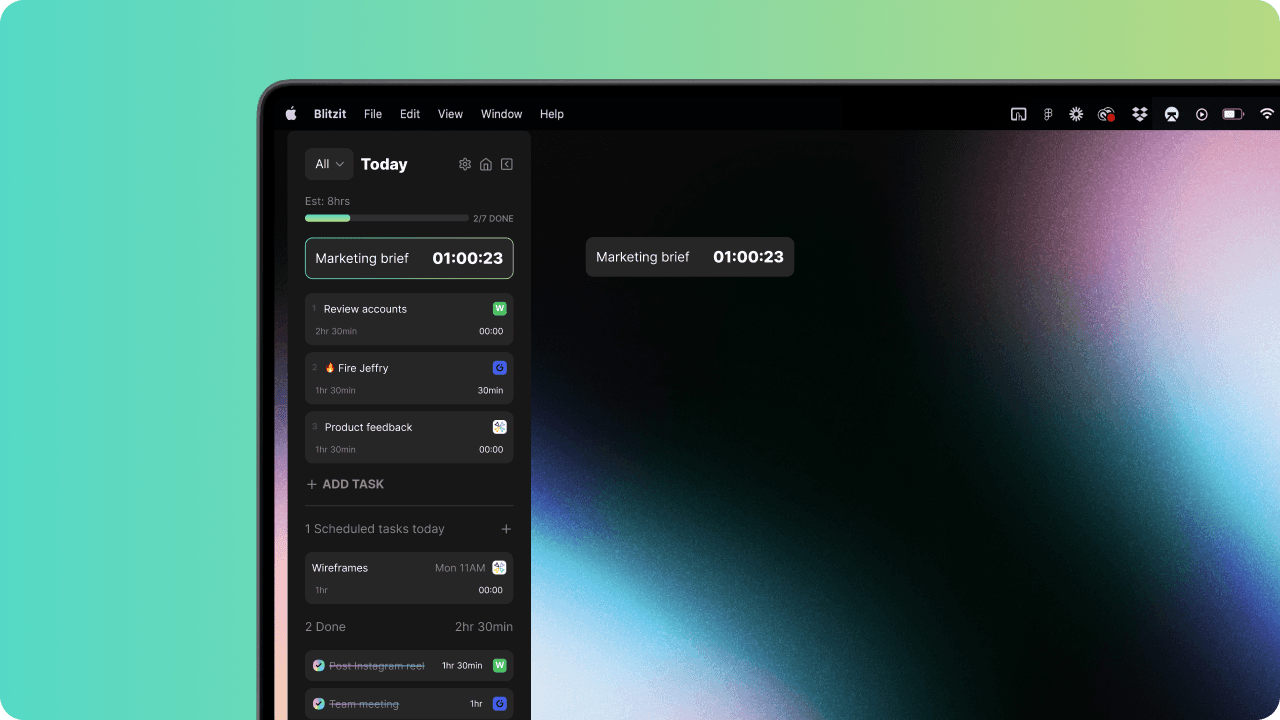 Blitzit File Edit View Window Help
All Today
Est: 8hrs
2/7 DONE
Marketing brief 01:00:23
Marketing brief 01:00:23
1 Review accounts W
2hr 30min 00:00
2 🔥 Fire Jeffry
1hr 30min 30min
3 Product feedback
1hr 30min 00:00
+ ADD TASK
1 Scheduled tasks today +
Wireframes Mon 11AM
1hr 00:00
2 Done 2hr 30min
Post Instagram reel 1hr 30min W
Team meeting 1hr